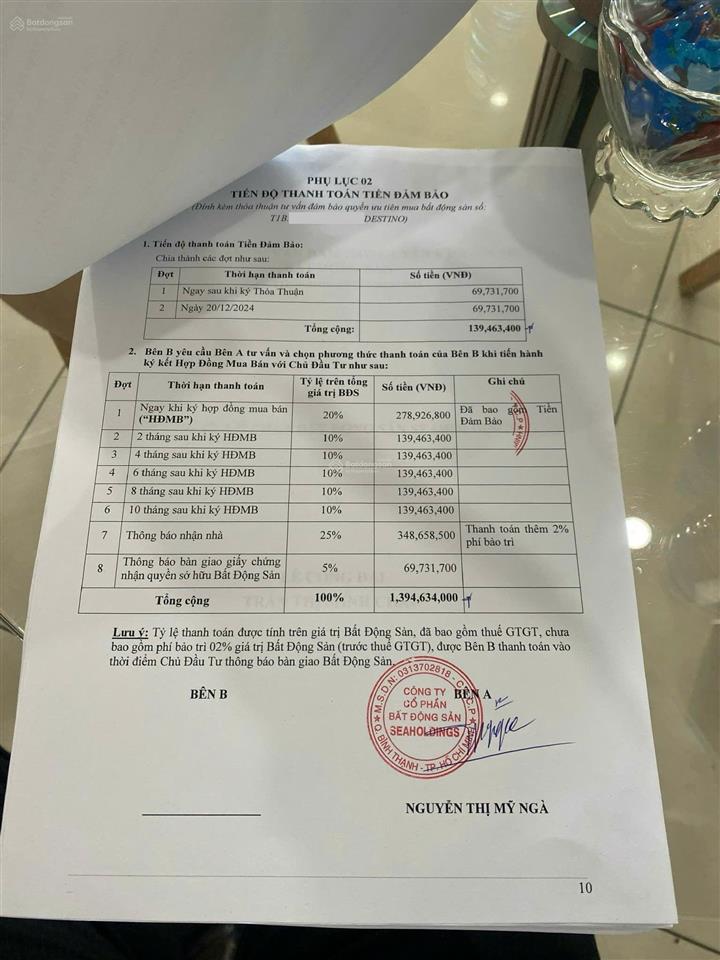 Batdongsan
PHỤ LỤC 02
TIẾN ĐỘ THANH TOÁN TIỀN ĐẢM BẢO
(Đính kèm thỏa thuận tư vấn đảm bảo quyền ưu tiên mua bất động sản số:
T1B. DESTINO)
1. Tiến độ thanh toán Tiền Đảm Bảo:
Chia thành các đợt như sau:
Đợt Thời hạn thanh toán Số tiền (VNĐ)
1 Ngay sau khi ký Thỏa Thuận 69,731,700
2 Ngày 20/12/2024 69,731,700
Tổng cộng: 139,463,400
2. Bên B yêu cầu Bên A tư vấn và chọn phương thức thanh toán của Bên B khi tiến hành
ký kết Hợp Đồng Mua Bán với Chủ Đầu Tư như sau:
Đợt Thời hạn thanh toán Tỷ lệ trên tổng giá trị BĐS Số tiền (VNĐ) Ghi chú
1 Ngay khi ký hợp đồng mua bán (“HĐMB”) 20% 278,926,800 Đã bao gồm Tiền Đảm Bảo
2 2 tháng sau khi ký HĐMB 10% 139,463,400
3 4 tháng sau khi ký HĐMB 10% 139,463,400
4 6 tháng sau khi ký HĐMB 10% 139,463,400
5 8 tháng sau khi ký HĐMB 10% 139,463,400
6 10 tháng sau khi ký HĐMB 10% 139,463,400
7 Thông báo nhận nhà 25% 348,658,500 Thanh toán thêm 2% phí bảo trì
8 Thông báo bàn giao giấy chứng nhận quyền sở hữu Bất Động Sản 5% 69,731,700
Tổng cộng 100% 1,394,634,000
Lưu ý: Tỷ lệ thanh toán được tính trên giá trị Bất Động Sản, đã bao gồm thuế GTGT, chưa
bao gồm phí bảo trì 02% giá trị Bất Động Sản (trước thuế GTGT), được Bên B thanh toán vào
thời điểm Chủ Đầu Tư thông báo bàn giao Bất Động Sản.
BÊN B BÊN A
M.S.D.N: 0313702818 - C.T.C.P
CÔNG TY
CỔ PHẦN
BẤT ĐỘNG SẢN
SEAHOLDINGS
Q. BÌNH THẠNH - TP. HỒ CHÍ MINH
NGUYỄN THỊ MỸ NGÀ
10